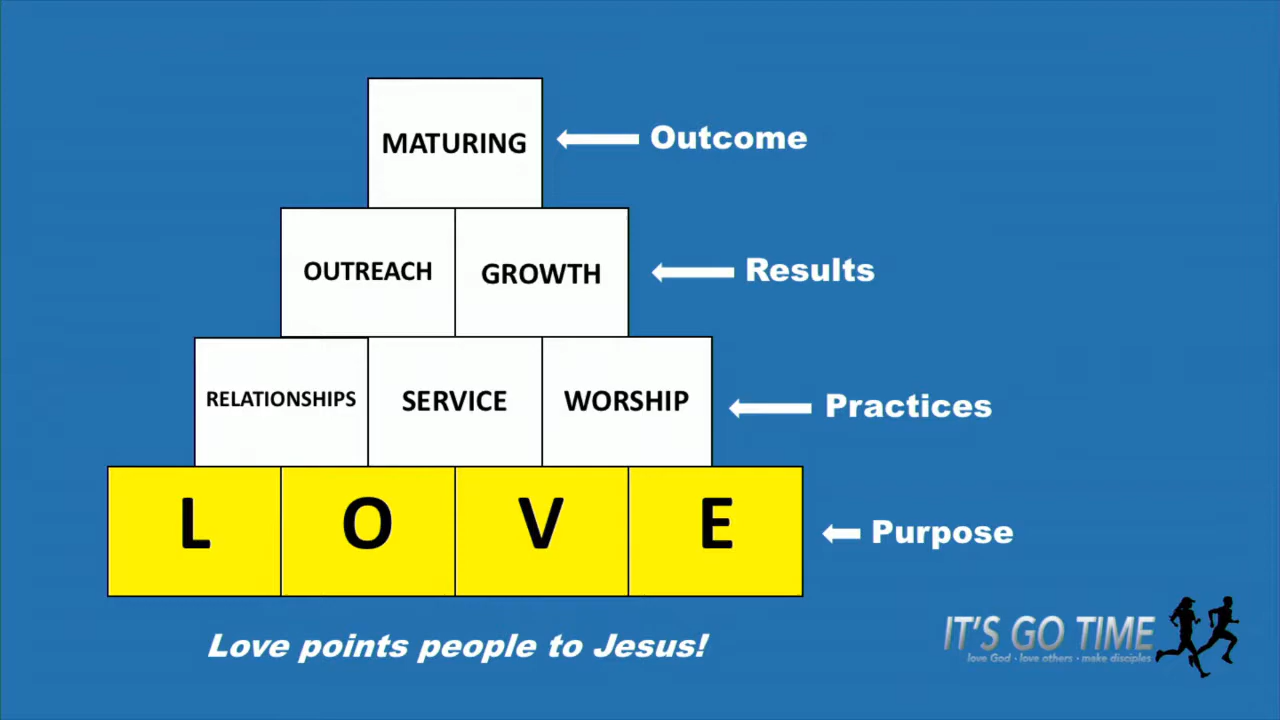 MATURING
Outcome
OUTREACH GROWTH
Results
RELATIONSHIPS SERVICE WORSHIP
Practices
L O V E
Purpose
Love points people to Jesus!
IT'S GO TIME
love God · love others · make disciples